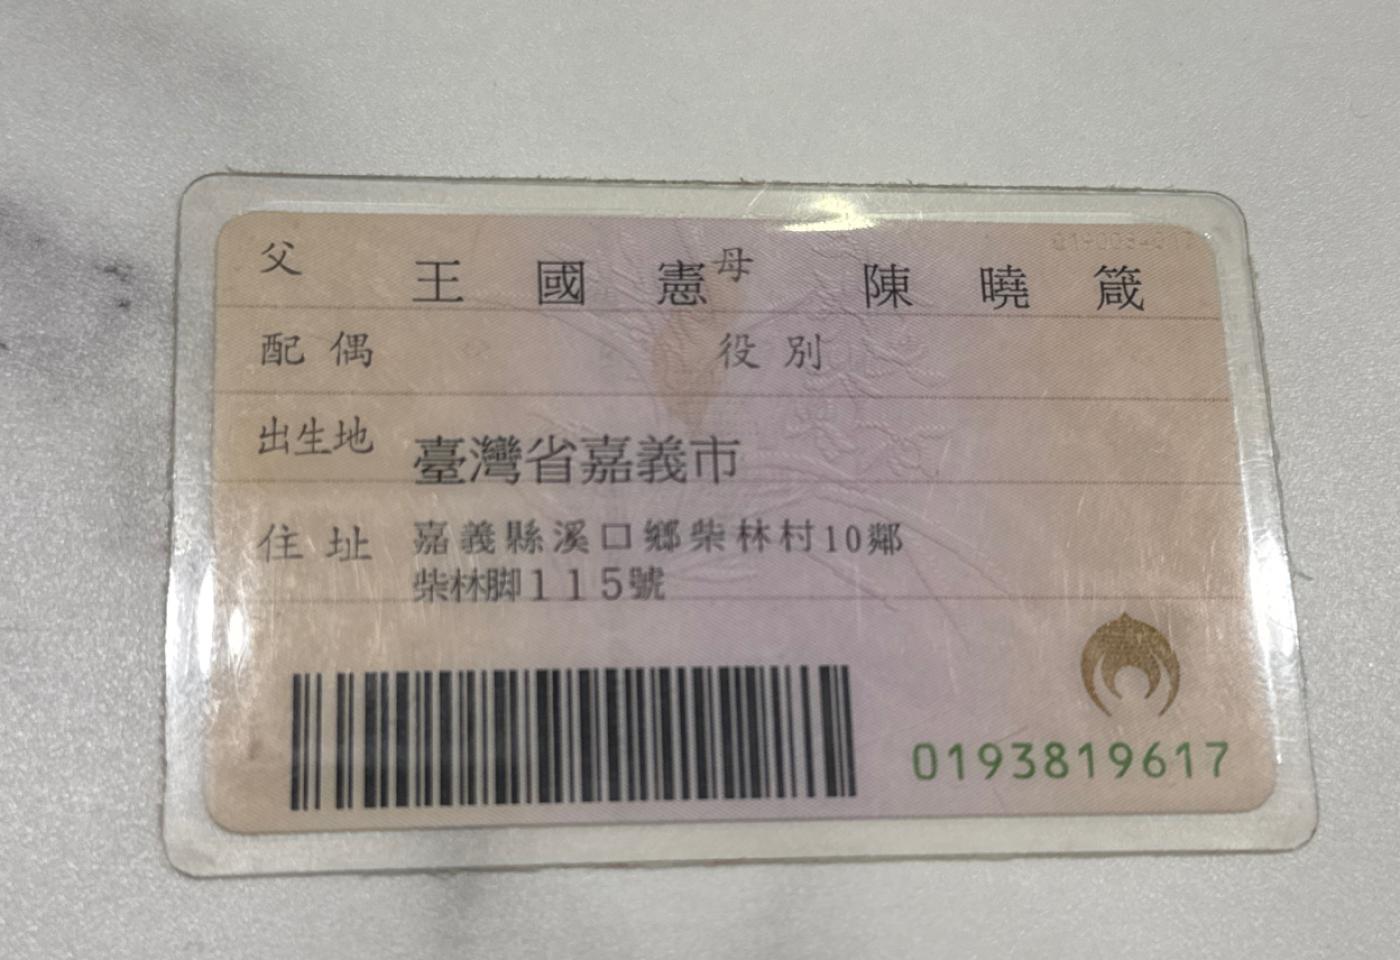 父 王國憲 母 陳曉箴
配偶 役別
出生地 臺灣省嘉義市
住址 嘉義縣溪口鄉柴林村10鄰
柴林脚115號
0193819617